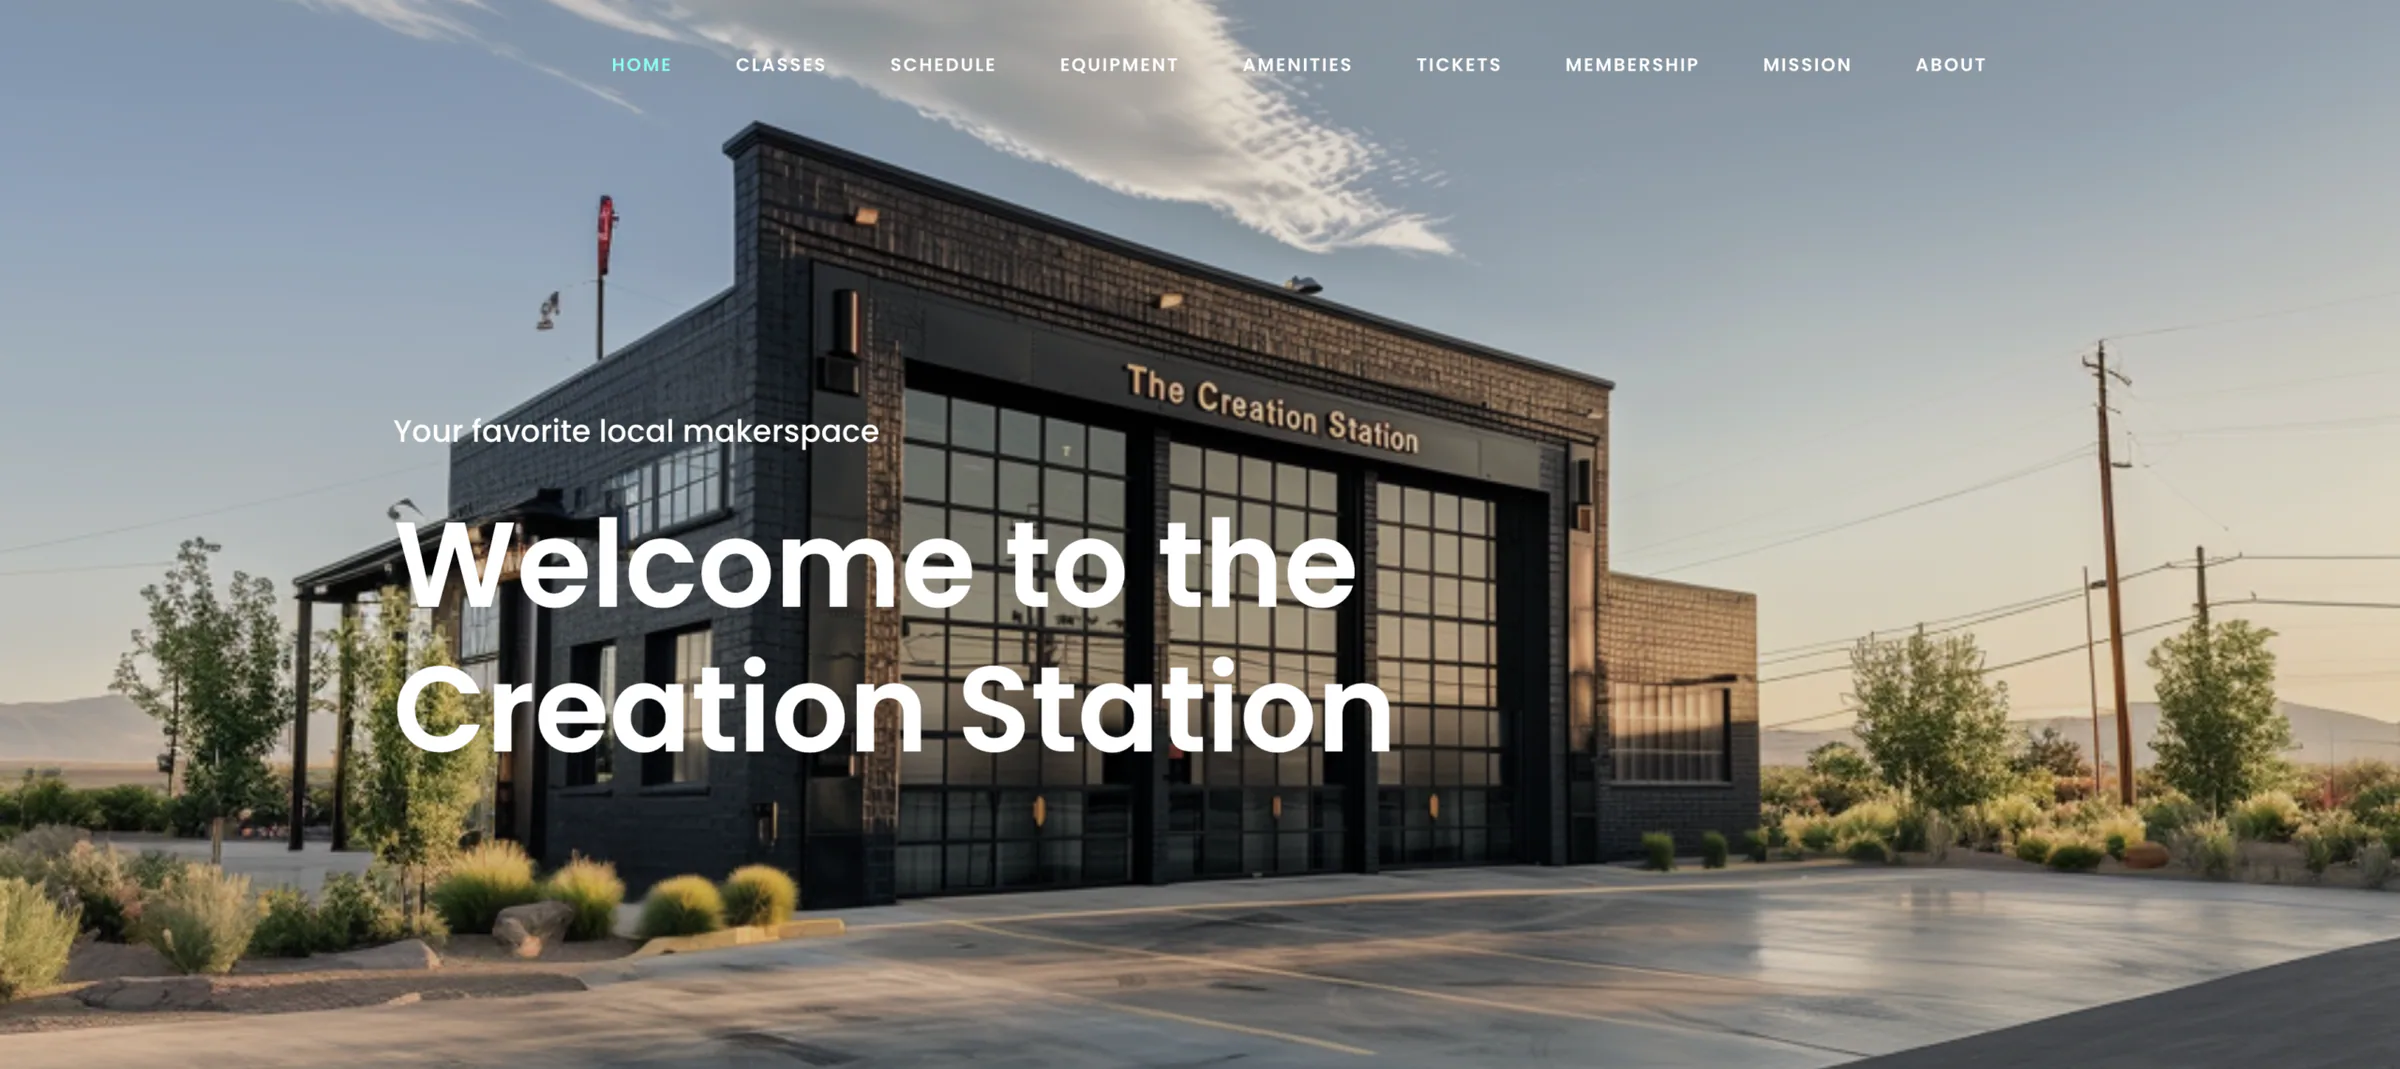 HOME CLASSES SCHEDULE EQUIPMENT AMENITIES TICKETS MEMBERSHIP MISSION ABOUT
The Creation Station
Your favorite local makerspace
Welcome to the
Creation Station